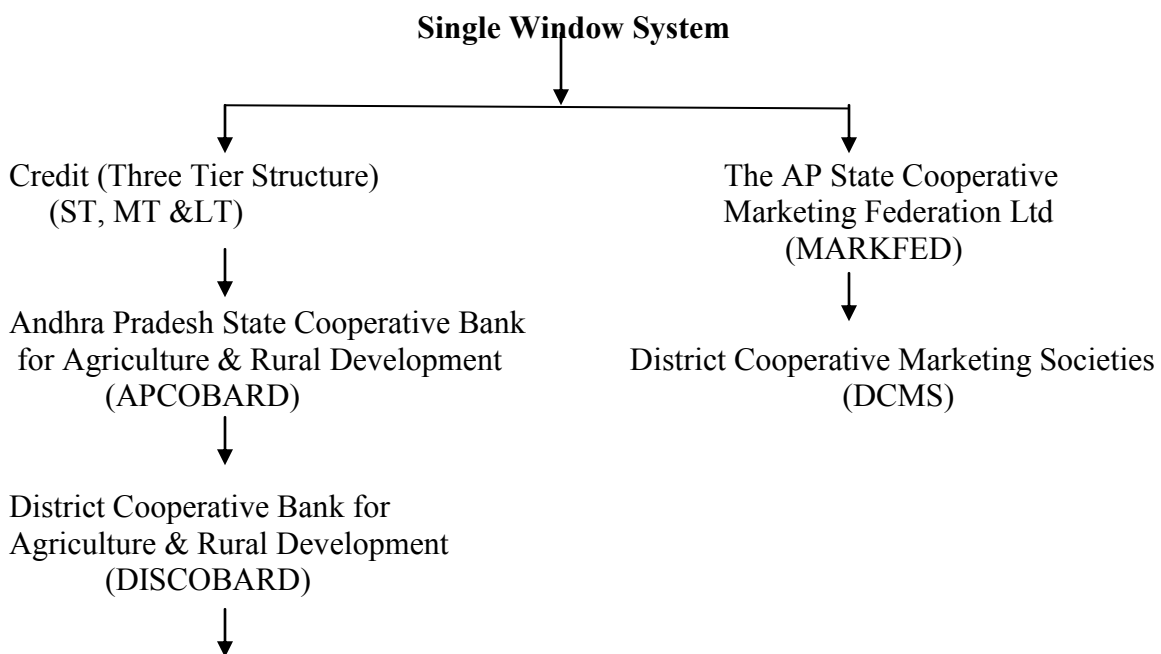 Single Window System
Credit (Three Tier Structure)
(ST, MT &LT)
Andhra Pradesh State Cooperative Bank
for Agriculture & Rural Development
(APCOBARD)
District Cooperative Bank for
Agriculture & Rural Development
(DISCOBARD)
The AP State Cooperative
Marketing Federation Ltd
(MARKFED)
District Cooperative Marketing Societies
(DCMS)